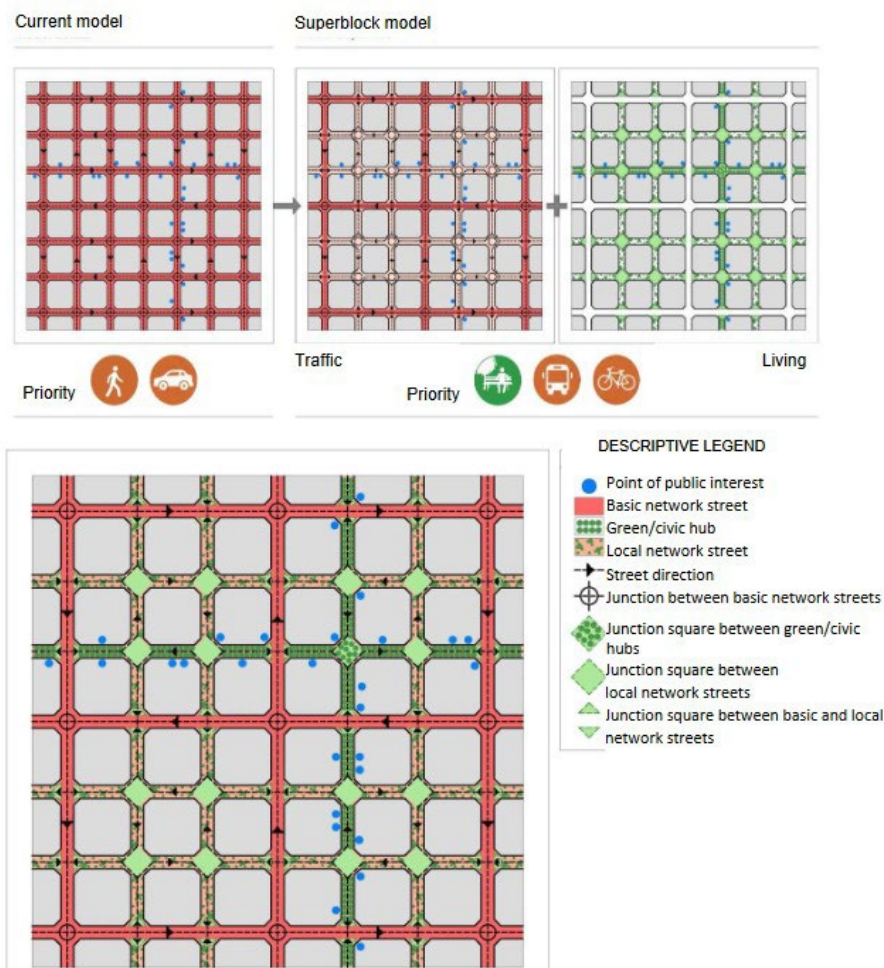 Current model
Superblock model
Traffic
Living
Priority
Priority
DESCRIPTIVE LEGEND
Point of public interest
Basic network street
Green/civic hub
Local network street
Street direction
Junction between basic network streets
Junction square between green/civic
hubs
Junction square between
local network streets
Junction square between basic and local
network streets